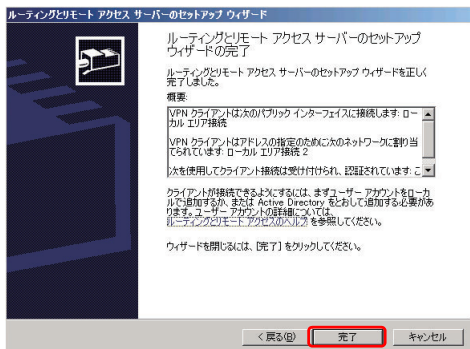 ルーティングとリモート アクセス サーバーのセットアップ ウィザード
ルーティングとリモート アクセス サーバーのセットアップ
ウィザードの完了
ルーティングとリモート アクセス サーバーのセットアップ ウィザードを正しく
完了しました。
概要:
VPN クライアントは次のパブリック インターフェイスに接続します: ロー
カル エリア接続
VPN クライアントはアドレスの指定のために次のネットワークに割り当
てられています: ローカル エリア接続 2
次を使用してクライアント接続は受け付けられ、認証されています: こ
クライアントが接続できるようにするには、まずユーザー アカウントをローカ
ルで追加するか、または Active Directory をとおして追加する必要があ
ります。ユーザー アカウントの詳細については、
ルーティングとリモート アクセスのヘルプ を参照してください。
ウィザードを閉じるには、[完了] をクリックしてください。
< 戻る(B)
完了
キャンセル